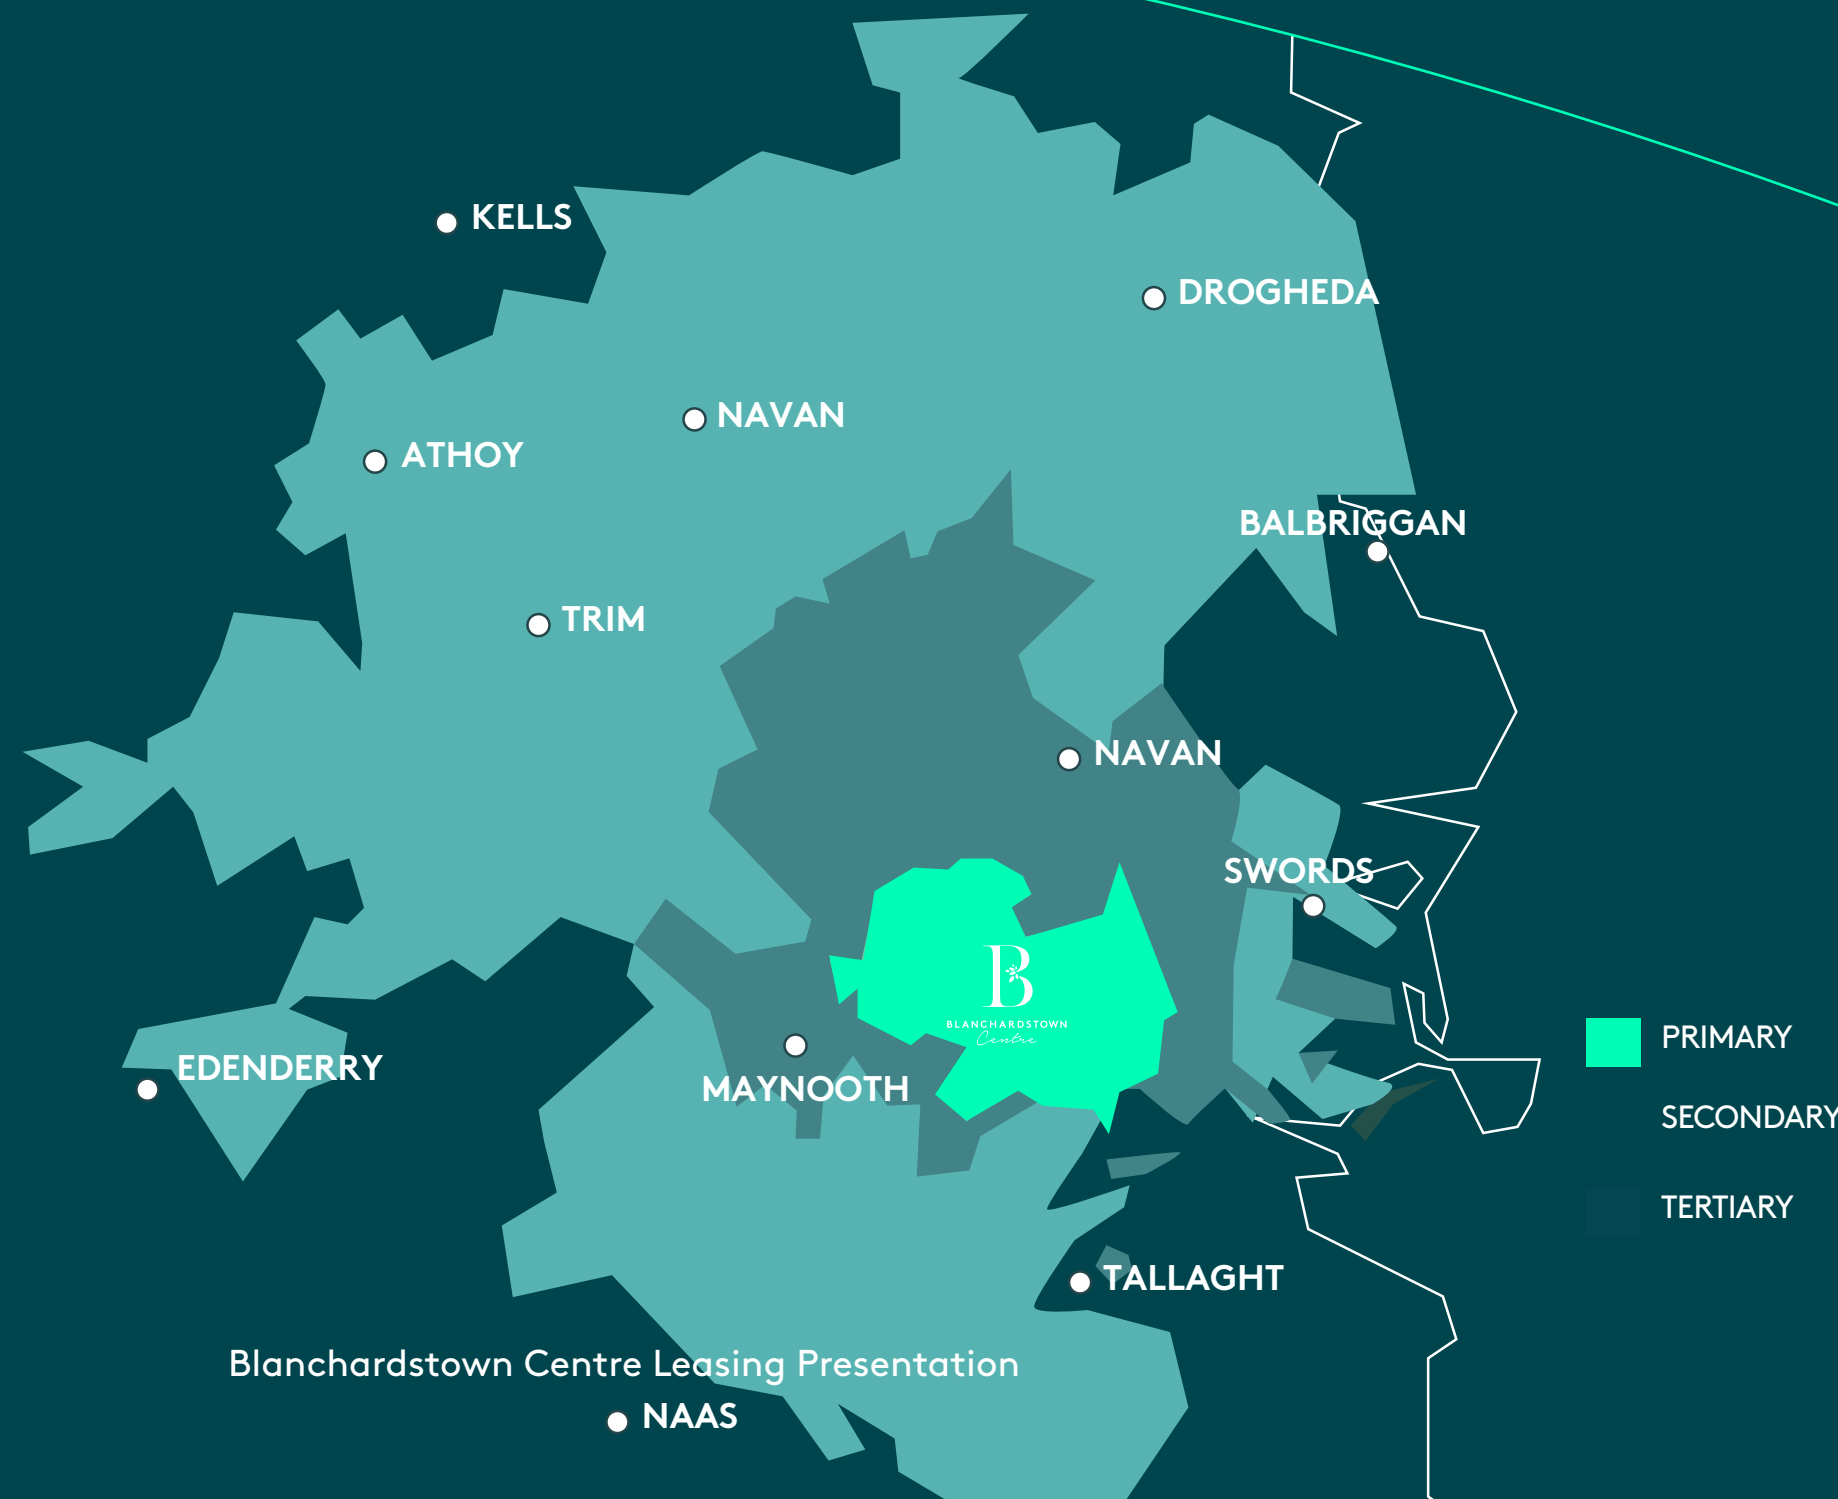 KELLS
DROGHEDA
NAVAN
ATHOY
BALBRIGGAN
TRIM
NAVAN
SWORDS
B
BLANCHARDSTOWN
Centre
PRIMARY
EDENDERRY
MAYNOOTH
SECONDARY
TERTIARY
TALLAGHT
Blanchardstown Centre Leasing Presentation
NAAS